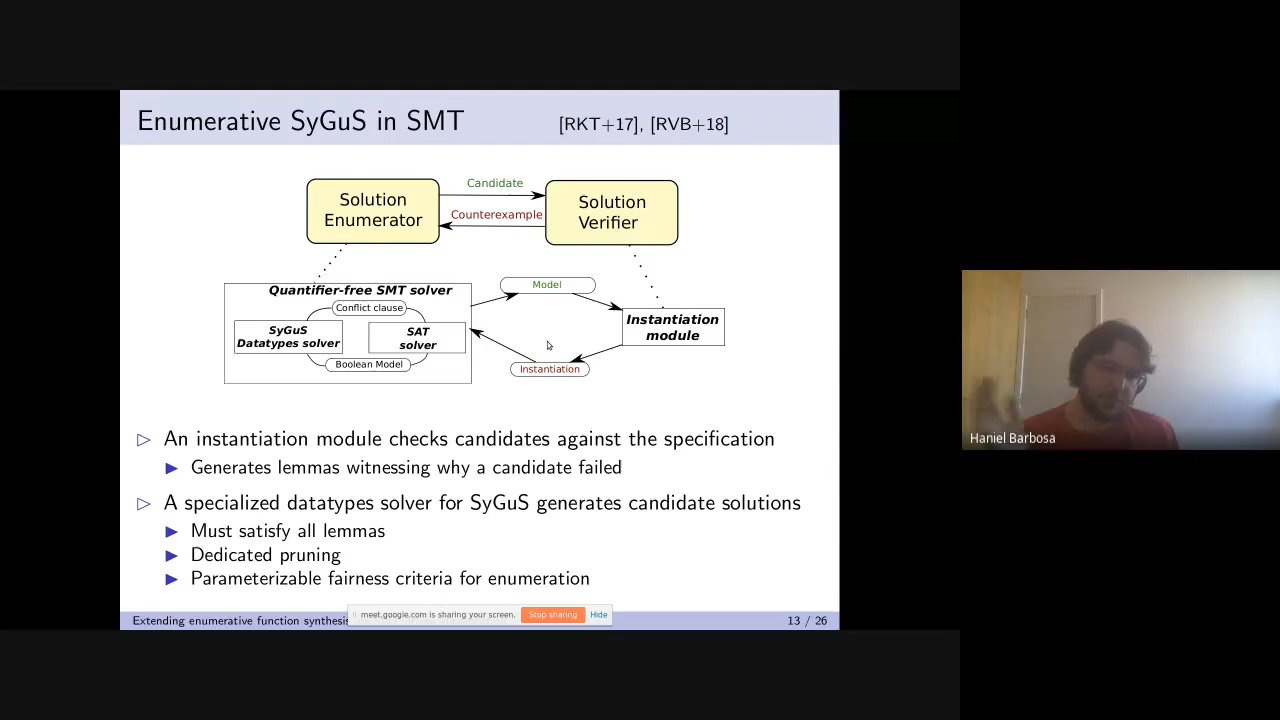 Enumerative SyGuS in SMT [RKT+17], [RVB+18]
Candidate
Solution
Enumerator
Solution
Verifier
Counterexample
Quantifier-free SMT solver
Conflict clause
SyGuS
Datatypes solver
SAT
solver
Boolean Model
Model
Instantiation
module
Instantiation
▷ An instantiation module checks candidates against the specification
▶ Generates lemmas witnessing why a candidate failed
▷ A specialized datatypes solver for SyGuS generates candidate solutions
▶ Must satisfy all lemmas
▶ Dedicated pruning
▶ Parameterizable fairness criteria for enumeration
meet.google.com is sharing your screen. Stop sharing Hide
Extending enumerative function synthesis 13 / 26
Haniel Barbosa